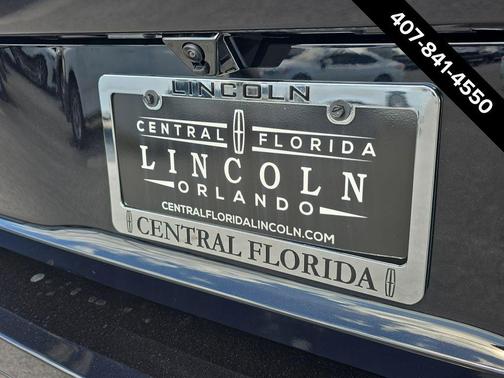 407-841-4550
LINCOLN
CENTRAL FLORIDA
LINCOLN
ORLANDO
CENTRALFLORIDALINCOLN.COM
CENTRAL FLORIDA